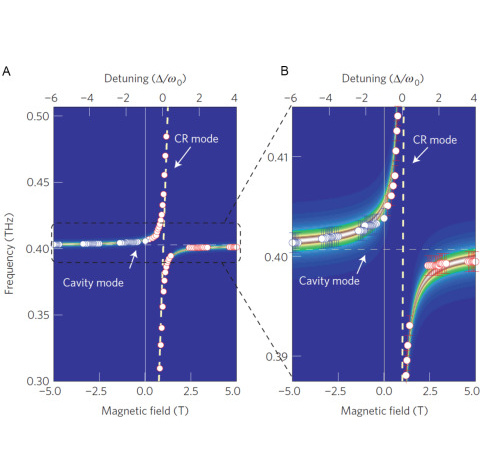 A
B
Detuning (Δ/ω0)
Detuning (Δ/ω0)
-6 -4 -2 0 2 4
-6 -4 -2 0 2 4
0.50
0.45
0.40
0.35
0.30
Frequency (THz)
CR mode
Cavity mode
-5.0 -2.5 0 2.5 5.0
Magnetic field (T)
0.41
0.40
0.39
CR mode
Cavity mode
-5.0 -2.5 0.0 2.5 5.0
Magnetic field (T)